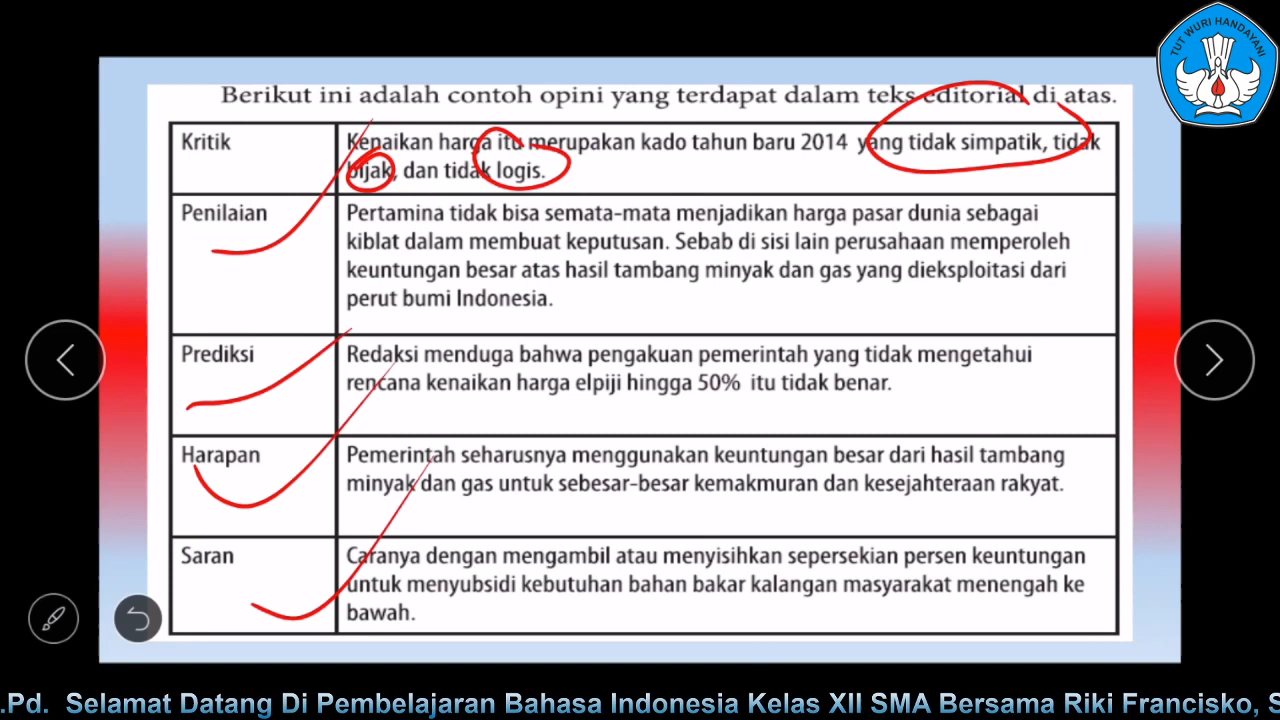 TUT WURI HANDAYANI
Berikut ini adalah contoh opini yang terdapat dalam teks editorial di atas.
Kritik
Kenaikan harga itu merupakan kado tahun baru 2014 yang tidak simpatik, tidak
bijak, dan tidak logis.
Penilaian
Pertamina tidak bisa semata-mata menjadikan harga pasar dunia sebagai
kiblat dalam membuat keputusan. Sebab di sisi lain perusahaan memperoleh
keuntungan besar atas hasil tambang minyak dan gas yang dieksploitasi dari
perut bumi Indonesia.
Prediksi
Redaksi menduga bahwa pengakuan pemerintah yang tidak mengetahui
rencana kenaikan harga elpiji hingga 50% itu tidak benar.
Harapan
Pemerintah seharusnya menggunakan keuntungan besar dari hasil tambang
minyak dan gas untuk sebesar-besar kemakmuran dan kesejahteraan rakyat.
Saran
Caranya dengan mengambil atau menyisihkan sepersekian persen keuntungan
untuk menyubsidi kebutuhan bahan bakar kalangan masyarakat menengah ke
bawah.
.Pd. Selamat Datang Di Pembelajaran Bahasa Indonesia Kelas XII SMA Bersama Riki Francisko, S